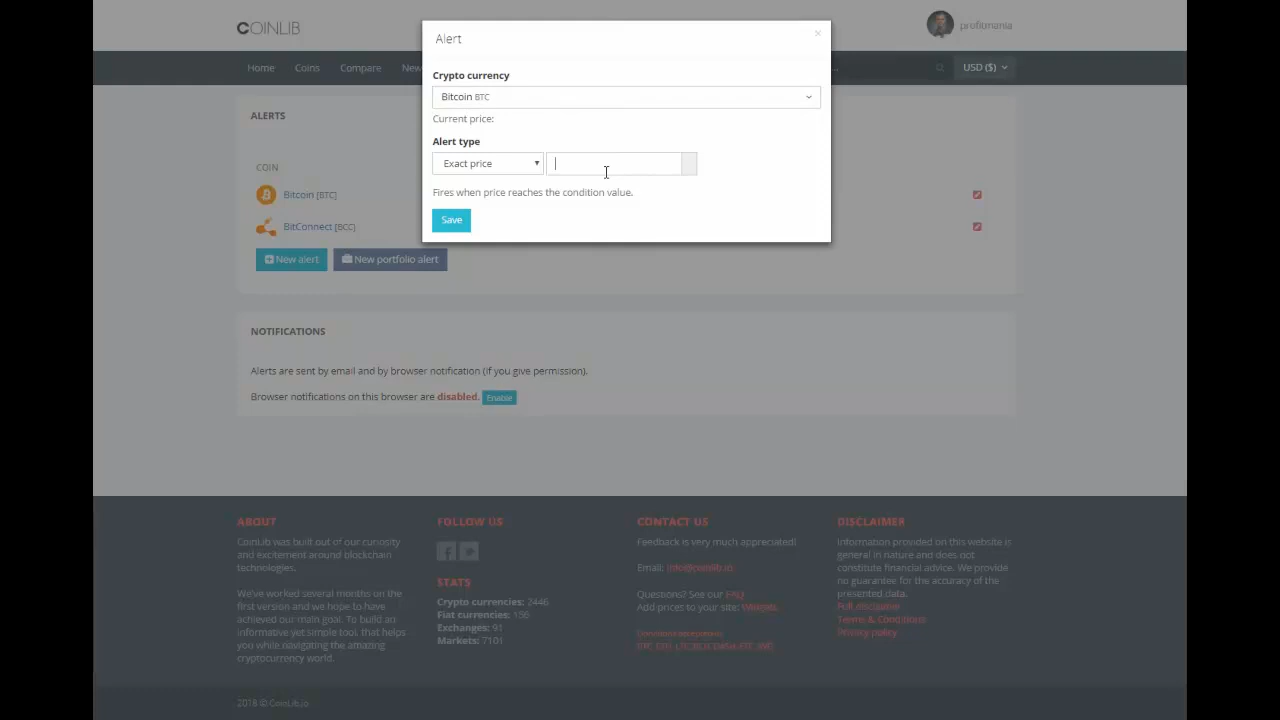 COINLIB
profitmania
Home
Coins
Compare
New
...
USD ($)
Alert
×
Crypto currency
Bitcoin BTC
Current price:
Alert type
Exact price
Fires when price reaches the condition value.
Save
ALERTS
COIN
Bitcoin [BTC]
BitConnect [BCC]
New alert
New portfolio alert
NOTIFICATIONS
Alerts are sent by email and by browser notification (if you give permission).
Browser notifications on this browser are disabled. Enable
ABOUT
CoinLib was built out of our curiosity
and excitement around blockchain
technologies.
We've worked several months on the
first version and we hope to have
achieved our main goal. To build an
informative yet simple tool, that helps
you while navigating the amazing
cryptocurrency world.
FOLLOW US
STATS
Crypto currencies: 2446
Fiat currencies: 156
Exchanges: 91
Markets: 7101
CONTACT US
Feedback is very much appreciated!
Email: info@coinlib.io
Questions? See our FAQ
Add prices to your site: Widgets
DISCLAIMER
Information provided on this website is
general in nature and does not
constitute financial advice. We provide
no guarantee for the accuracy of the
presented data.
Full disclaimer
Terms & Conditions
Privacy policy
2018 © CoinLib.io